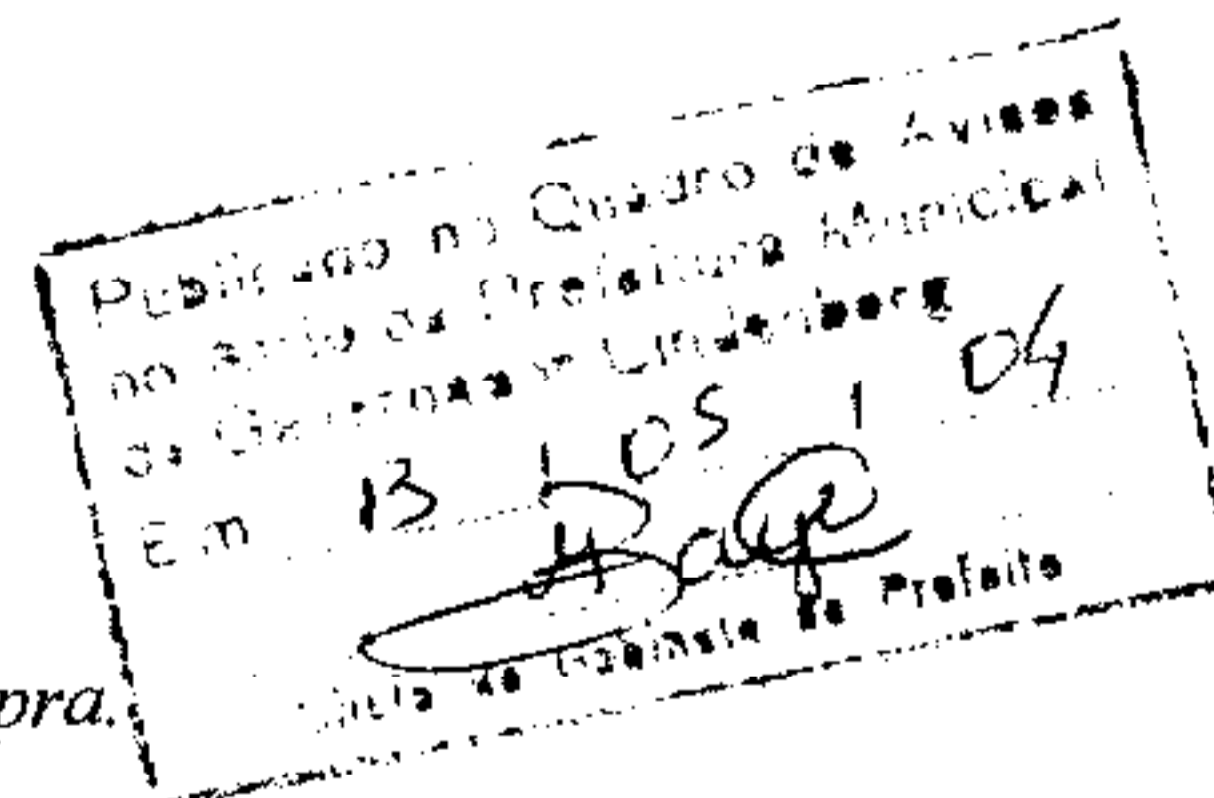 Publicado no Quadro de Avisos
no átrio da Prefeitura Municipal
de Governador Lindenberg
Em 13 / 05 / 04
de Gabinete do Prefeito
pra.